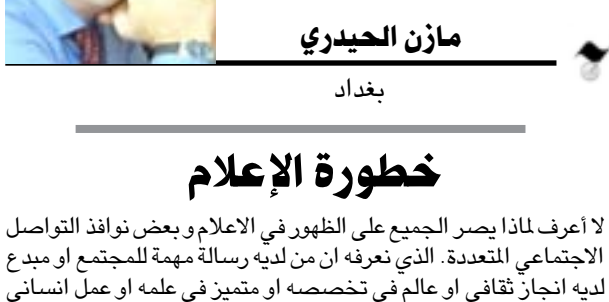 مازن الحيدري
بغداد
خطورة الإعلام
لا أعرف لماذا يصر الجميع على الظهور في الاعلام و بعض نوافذ التواصل
الاجتماعي المتعددة. الذي نعرفه ان من لديه رسالة مهمة للمجتمع او مبدع
لديه انجاز ثقافي او عالم في تخصصه او متميز في علمه او عمل انساني